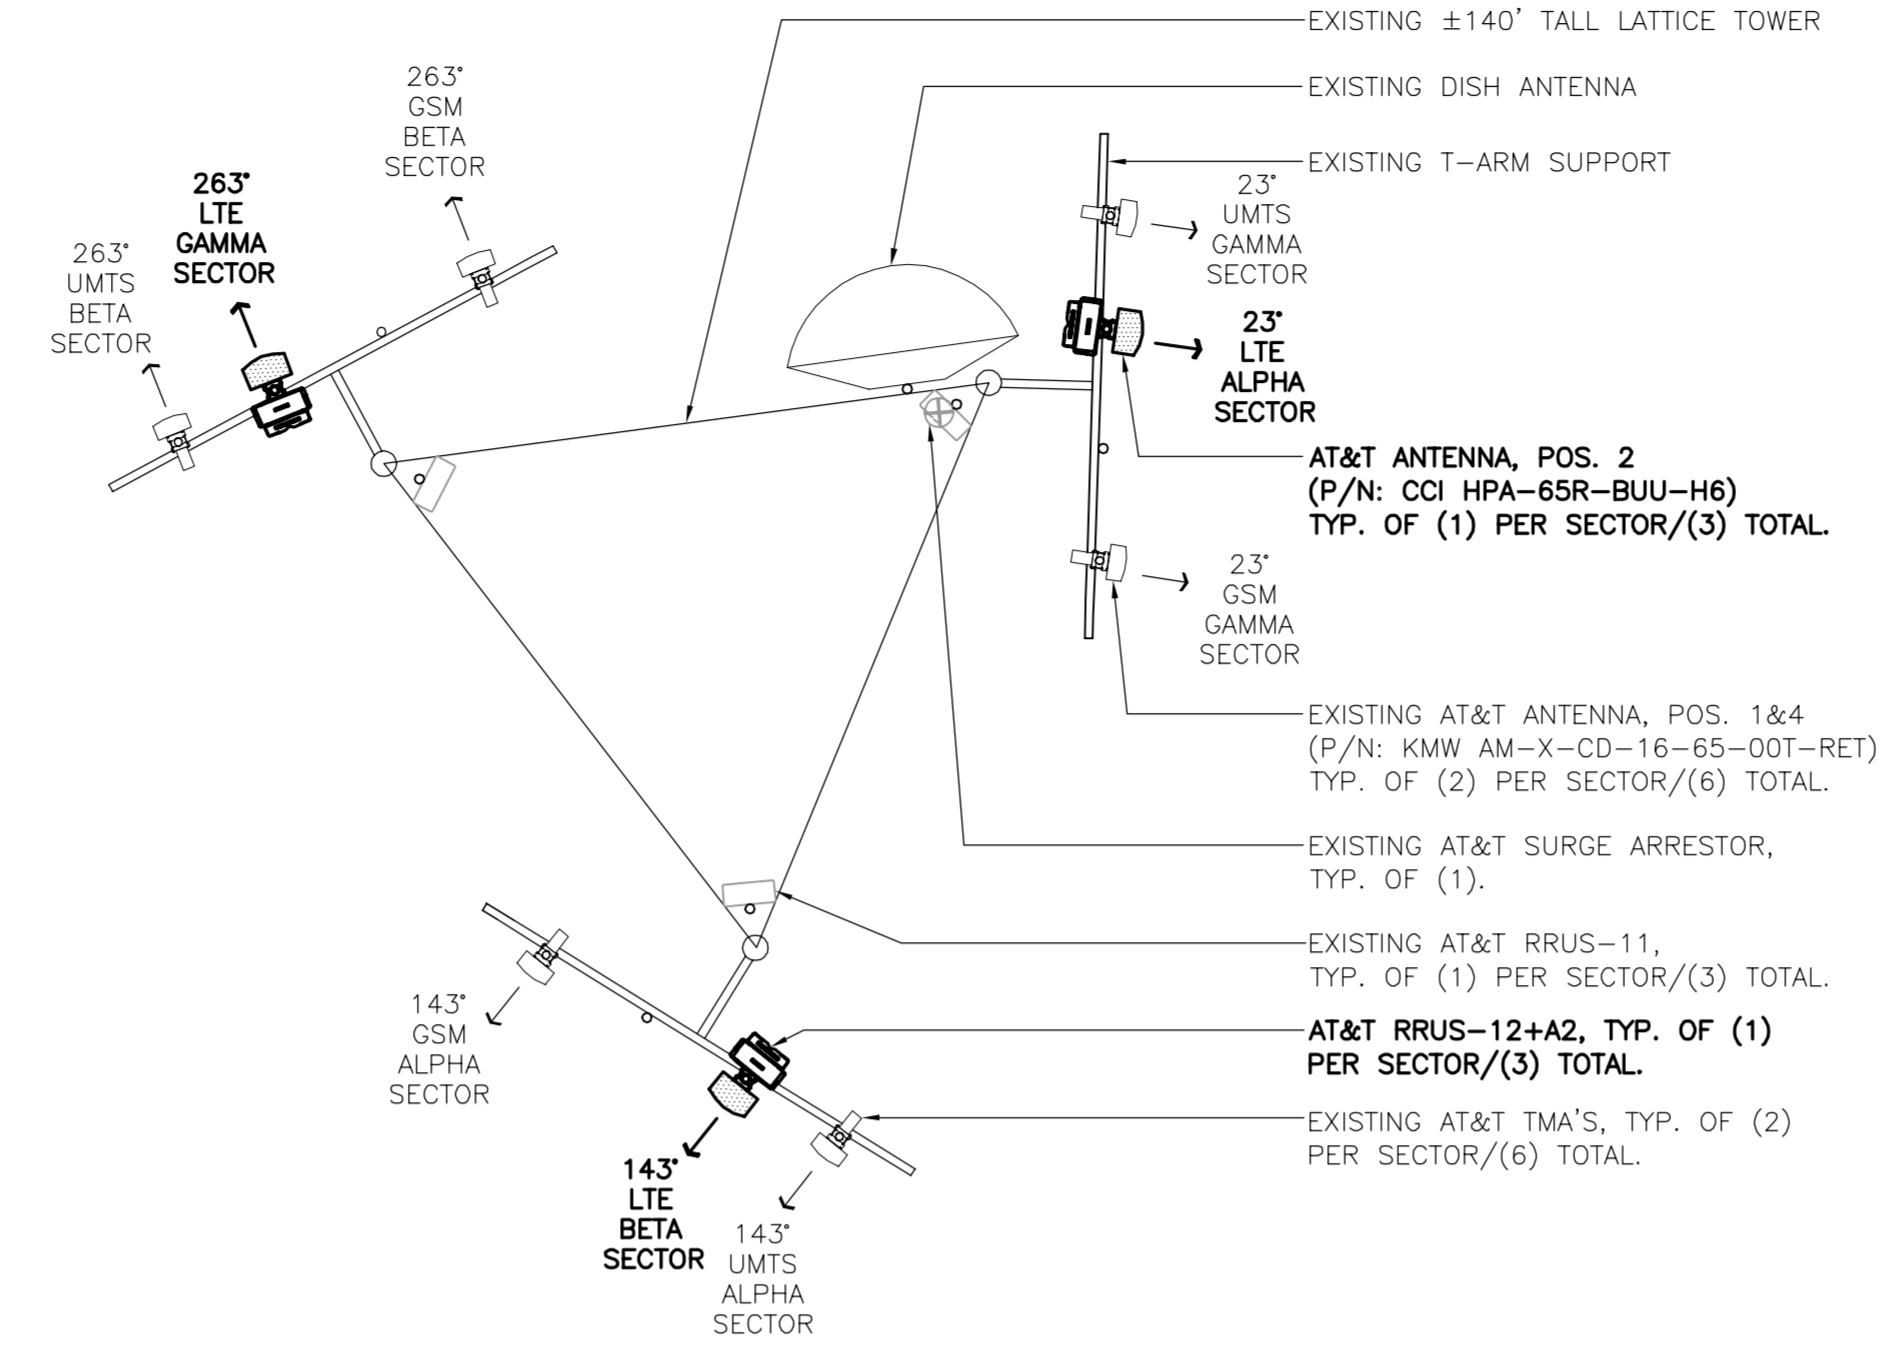 EXISTING ±140' TALL LATTICE TOWER
EXISTING DISH ANTENNA
EXISTING T-ARM SUPPORT
263°
GSM
BETA
SECTOR
263°
LTE
GAMMA
SECTOR
263°
UMTS
BETA
SECTOR
23°
UMTS
GAMMA
SECTOR
23°
LTE
ALPHA
SECTOR
AT&T ANTENNA, POS. 2
(P/N: CCI HPA-65R-BUU-H6)
TYP. OF (1) PER SECTOR/(3) TOTAL.
23°
GSM
GAMMA
SECTOR
EXISTING AT&T ANTENNA, POS. 1&4
(P/N: KMW AM-X-CD-16-65-00T-RET)
TYP. OF (2) PER SECTOR/(6) TOTAL.
EXISTING AT&T SURGE ARRESTOR,
TYP. OF (1).
EXISTING AT&T RRUS-11,
TYP. OF (1) PER SECTOR/(3) TOTAL.
AT&T RRUS-12+A2, TYP. OF (1)
PER SECTOR/(3) TOTAL.
EXISTING AT&T TMA'S, TYP. OF (2)
PER SECTOR/(6) TOTAL.
143°
GSM
ALPHA
SECTOR
143°
LTE
BETA
SECTOR
143°
UMTS
ALPHA
SECTOR